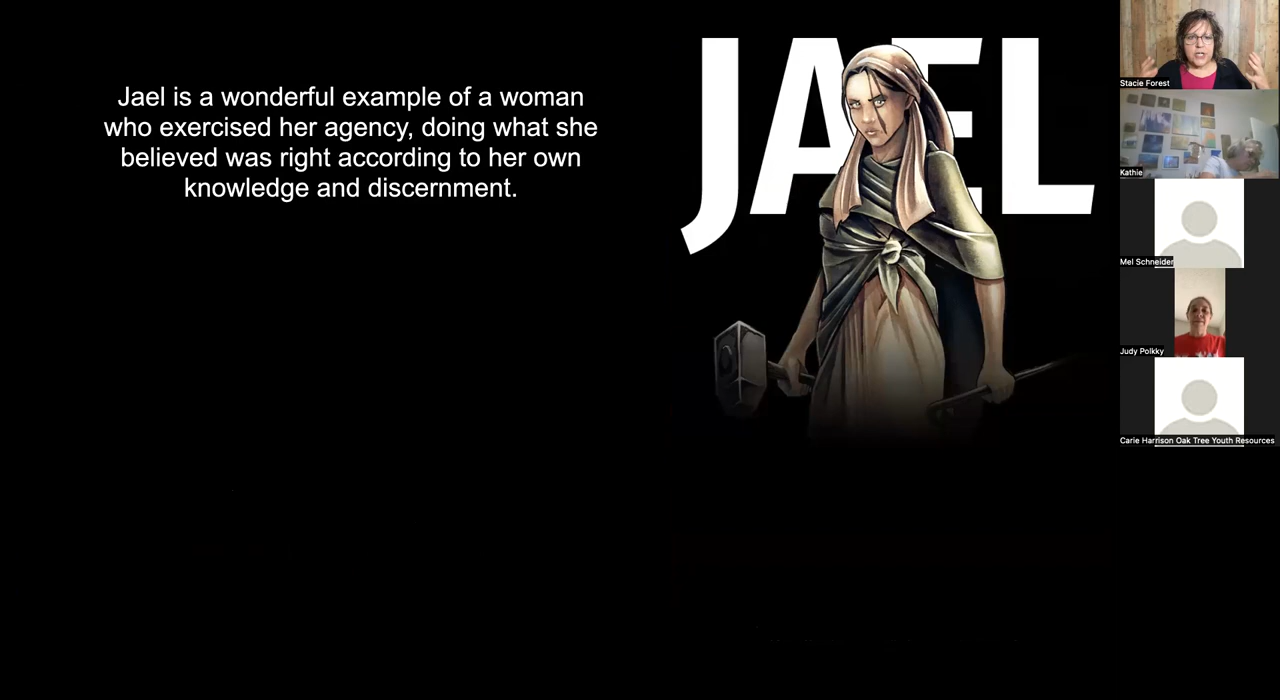 JAEL
Jael is a wonderful example of a woman
who exercised her agency, doing what she
believed was right according to her own
knowledge and discernment.
Stacie Forest
Kathie
Mel Schneider
Judy Polkky
Carie Harrison Oak Tree Youth Resources